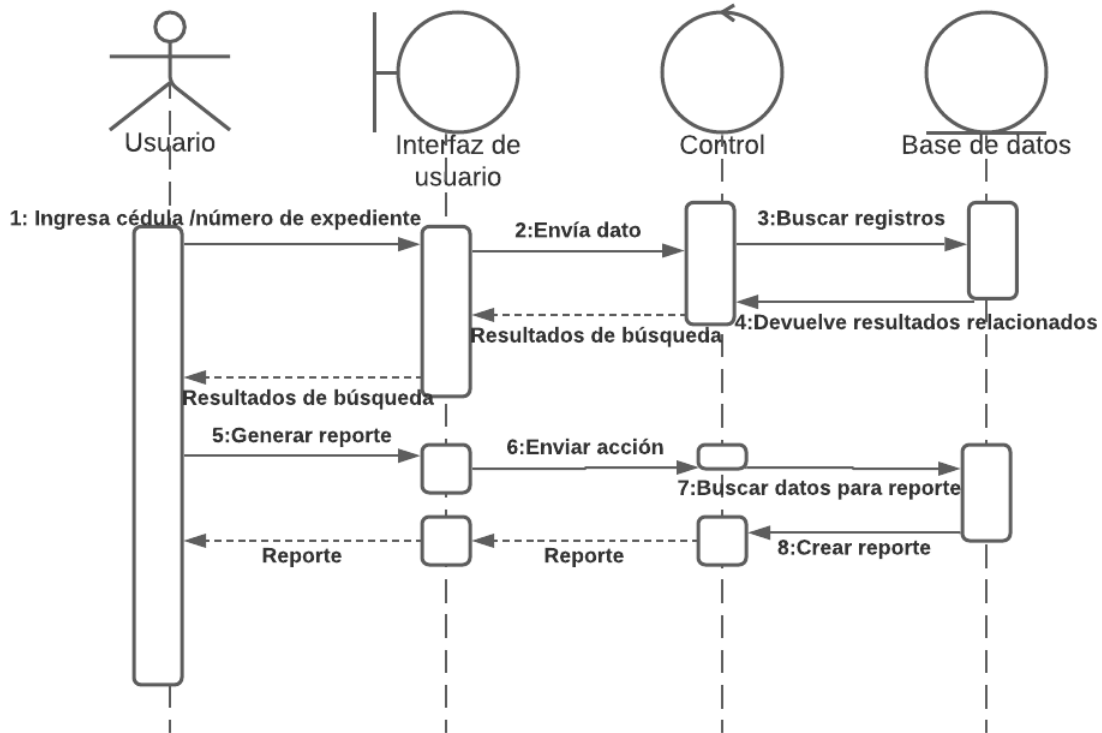 Usuario
Interfaz de
usuario
Control
Base de datos
1: Ingresa cédula /número de expediente
2:Envía dato
3:Buscar registros
4:Devuelve resultados relacionados
Resultados de búsqueda
Resultados de búsqueda
5:Generar reporte
6:Enviar acción
7:Buscar datos para reporte
8:Crear reporte
Reporte
Reporte